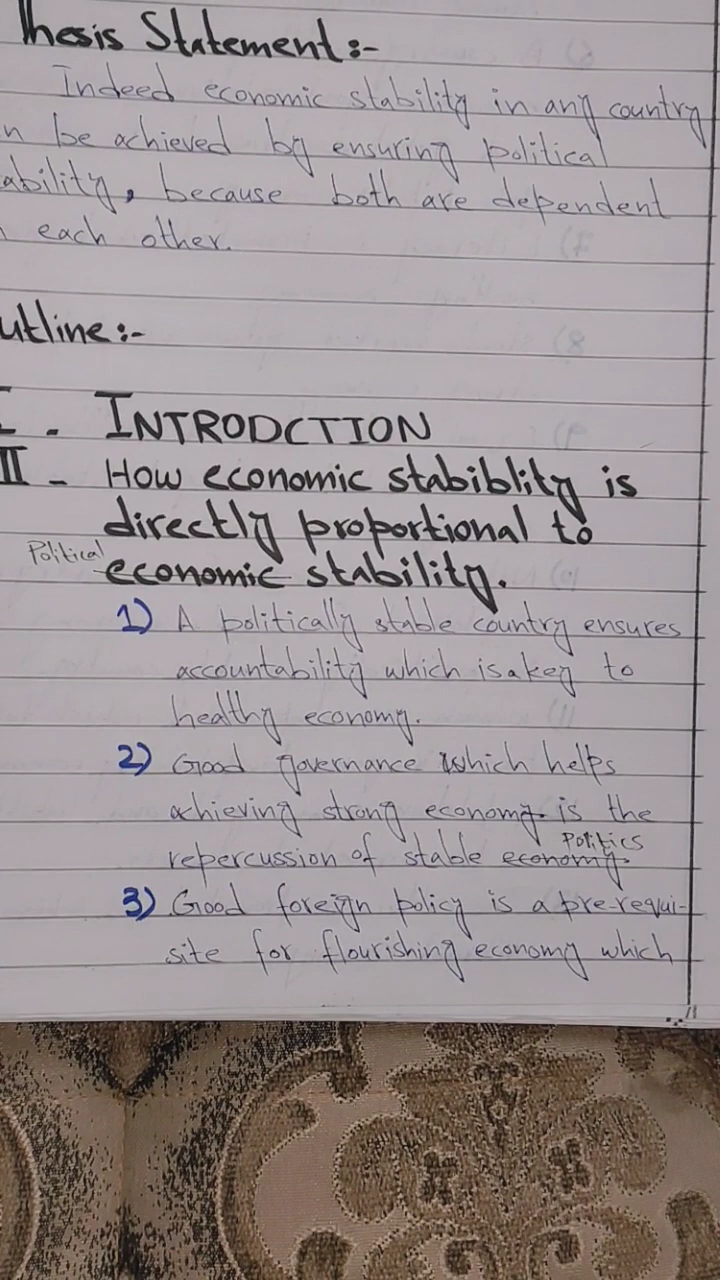 hesis Statement:-
Indeed economic stability in any country
n be achieved by ensuring political
ability, because both are dependent
each other.
utline:-
I. INTRODCTION
II - How economic stabiblity is
directly proportional to
Political
economic stability.
1) A politically stable country ensures
accountability which is a key to
healthy economy.
2) Good governance which helps
achieving strong economy is the
Politics
repercussion of stable economy.
3) Good foreign policy is a pre-requi-
site for flourishing economy which